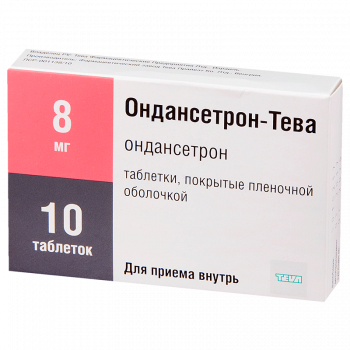 8
мг
10
таблеток
Ондансетрон-Тева
ондансетрон
таблетки, покрытые пленочной
оболочкой
Для приема внутрь
TEVA